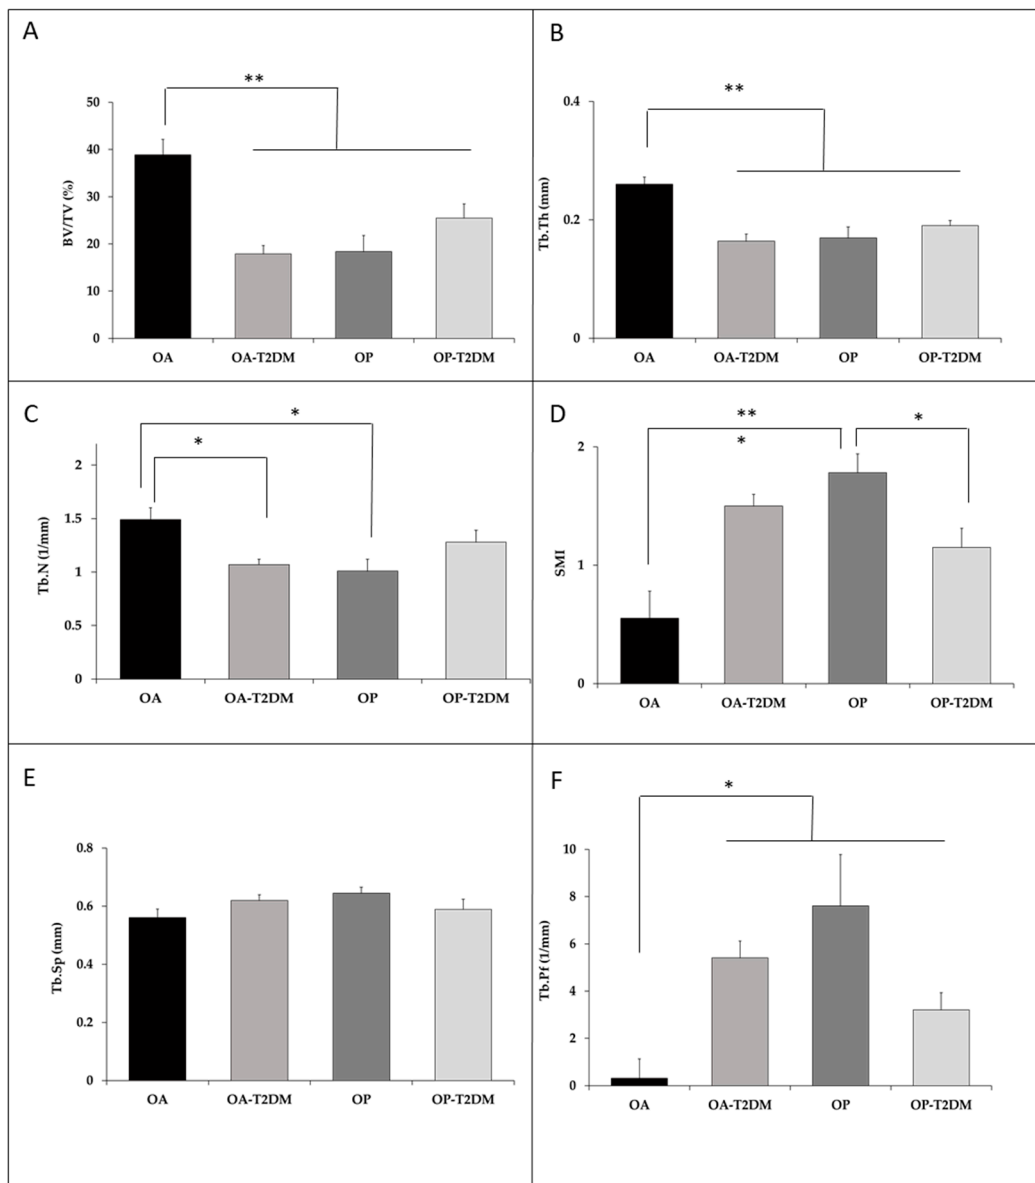 A
**
50
40
30
20
10
0
BV/TV (%)
OA OA-T2DM OP OP-T2DM
B
**
0.4
0.2
0
Tb.Th (mm)
OA OA-T2DM OP OP-T2DM
C
*
*
2
1.5
1
0.5
0
Tb.N (1/mm)
OA OA-T2DM OP OP-T2DM
D
** *
*
2
1
0
SMI
OA OA-T2DM OP OP-T2DM
E
0.8
0.6
0.4
0.2
0
Tb.Sp (mm)
OA OA-T2DM OP OP-T2DM
F
*
10
8
6
4
2
0
Tb.Pf (1/mm)
OA OA-T2DM OP OP-T2DM